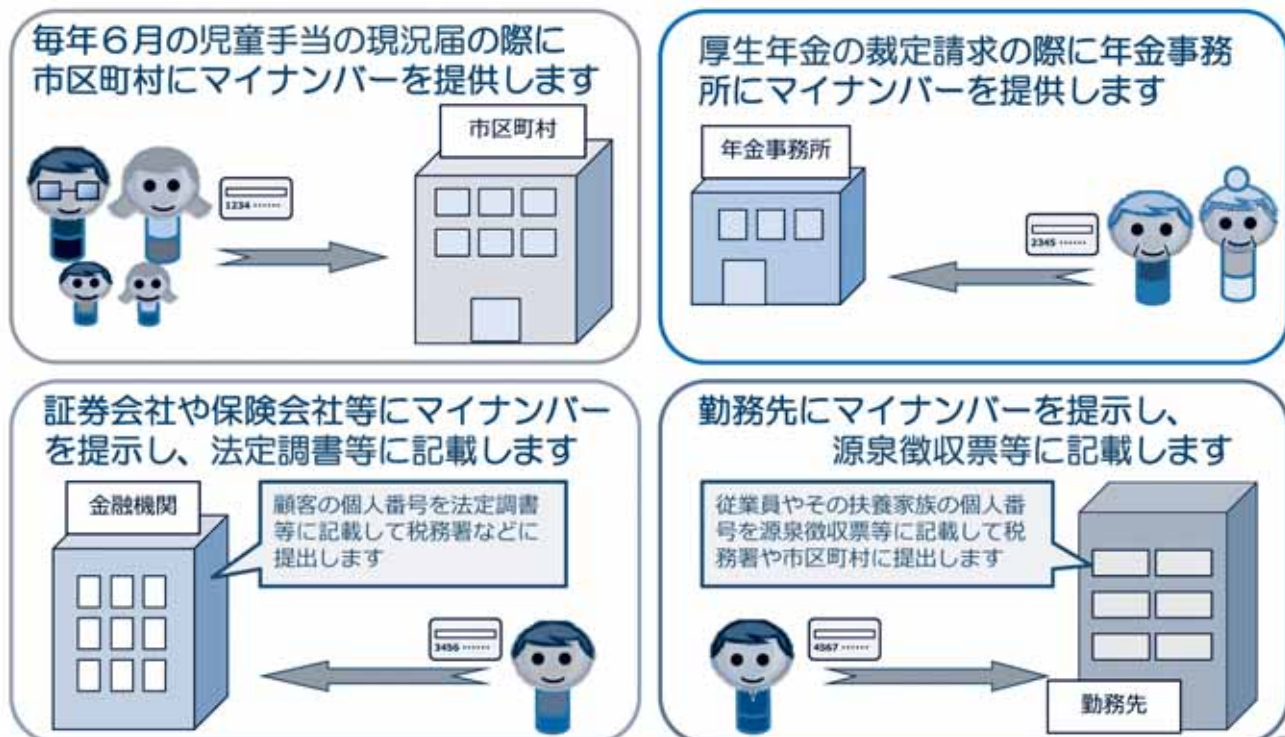 毎年６月の児童手当の現況届の際に
市区町村にマイナンバーを提供します
市区町村
1234 ······
厚生年金の裁定請求の際に年金事務
所にマイナンバーを提供します
年金事務所
2345 ······
証券会社や保険会社等にマイナンバー
を提示し、法定調書等に記載します
金融機関
顧客の個人番号を法定調書
等に記載して税務署などに
提出します
3456 ······
勤務先にマイナンバーを提示し、
源泉徴収票等に記載します
従業員やその扶養家族の個人番
号を源泉徴収票等に記載して税
務署や市区町村に提出します
4567 ······
勤務先